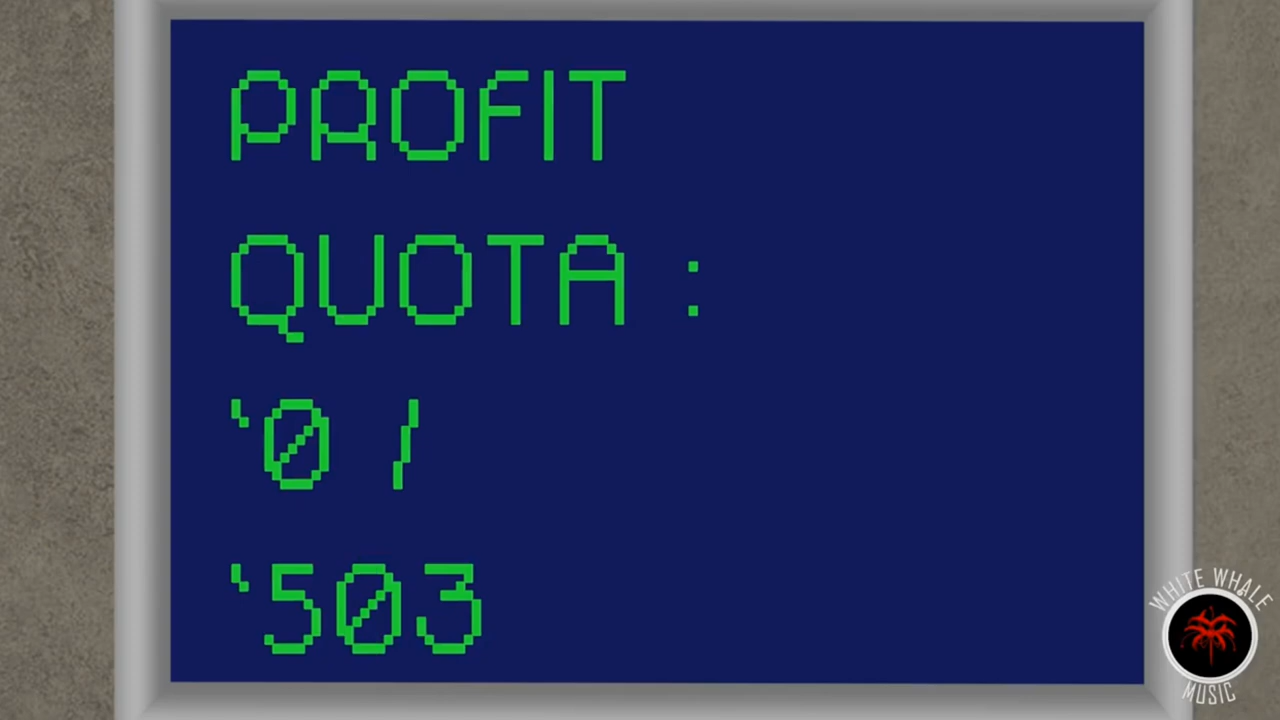 PROFIT
QUOTA :
‘0 /
‘503
WHITE WHALE
MUSIC